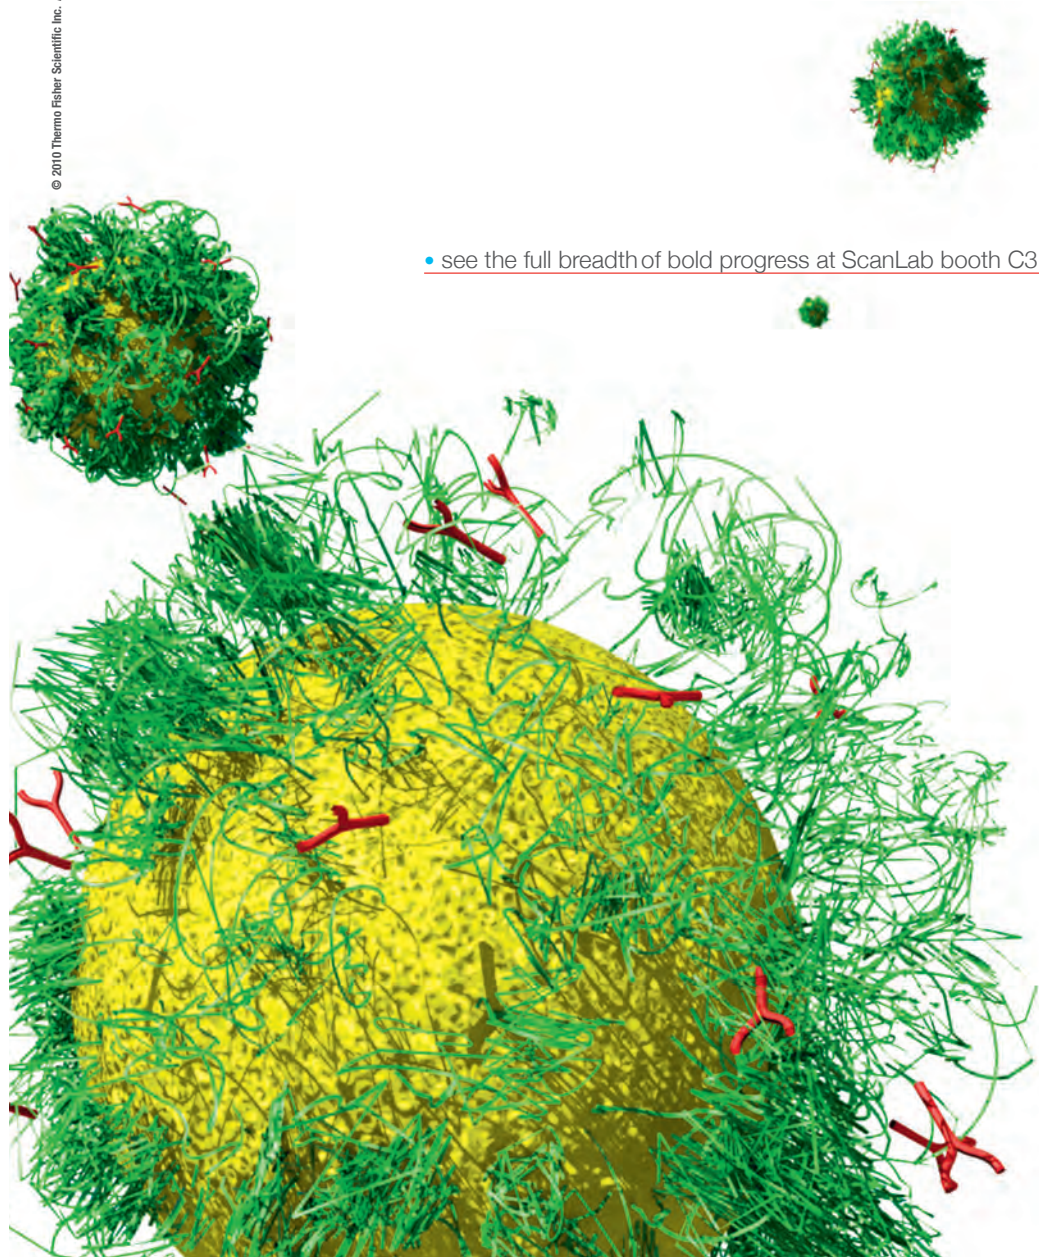 © 2010 Thermo Fisher Scientific Inc.
• see the full breadth of bold progress at ScanLab booth C3